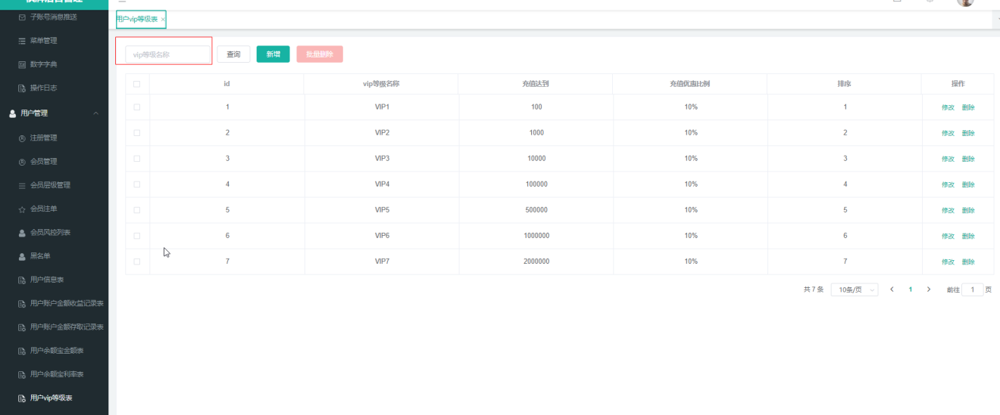 子账号消息推送
菜单管理
数字字典
操作日志
用户管理
注册管理
会员管理
会员层级管理
会员注单
会员风控列表
黑名单
用户信息表
用户账户金额收益记录表
用户账户金额存取记录表
用户余额宝金额表
用户余额宝利率表
用户vip等级表
用户vip等级表 ×
vip等级名称 查询 新增 批量删除
id vip等级名称 充值达到 充值优惠比例 排序 操作
1 VIP1 100 10% 1 修改 删除
2 VIP2 1000 10% 2 修改 删除
3 VIP3 10000 10% 3 修改 删除
4 VIP4 100000 10% 4 修改 删除
5 VIP5 500000 10% 5 修改 删除
6 VIP6 1000000 10% 6 修改 删除
7 VIP7 2000000 10% 7 修改 删除
共 7 条 10条/页 1 前往 1 页